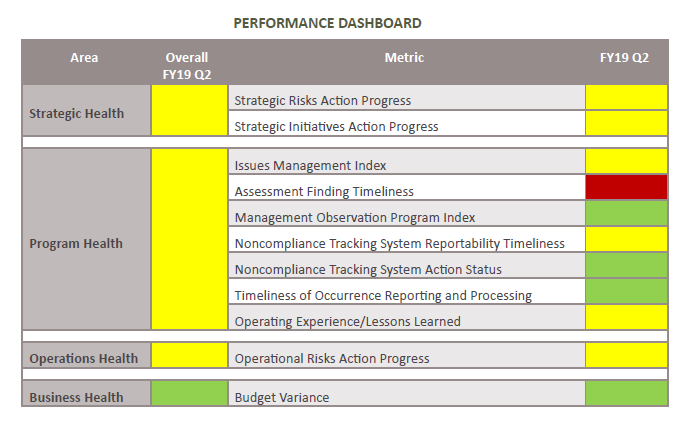 PERFORMANCE DASHBOARD
Area Overall FY19 Q2 Metric FY19 Q2
Strategic Health
Strategic Risks Action Progress
Strategic Initiatives Action Progress
Program Health
Issues Management Index
Assessment Finding Timeliness
Management Observation Program Index
Noncompliance Tracking System Reportability Timeliness
Noncompliance Tracking System Action Status
Timeliness of Occurrence Reporting and Processing
Operating Experience/Lessons Learned
Operations Health Operational Risks Action Progress
Business Health Budget Variance